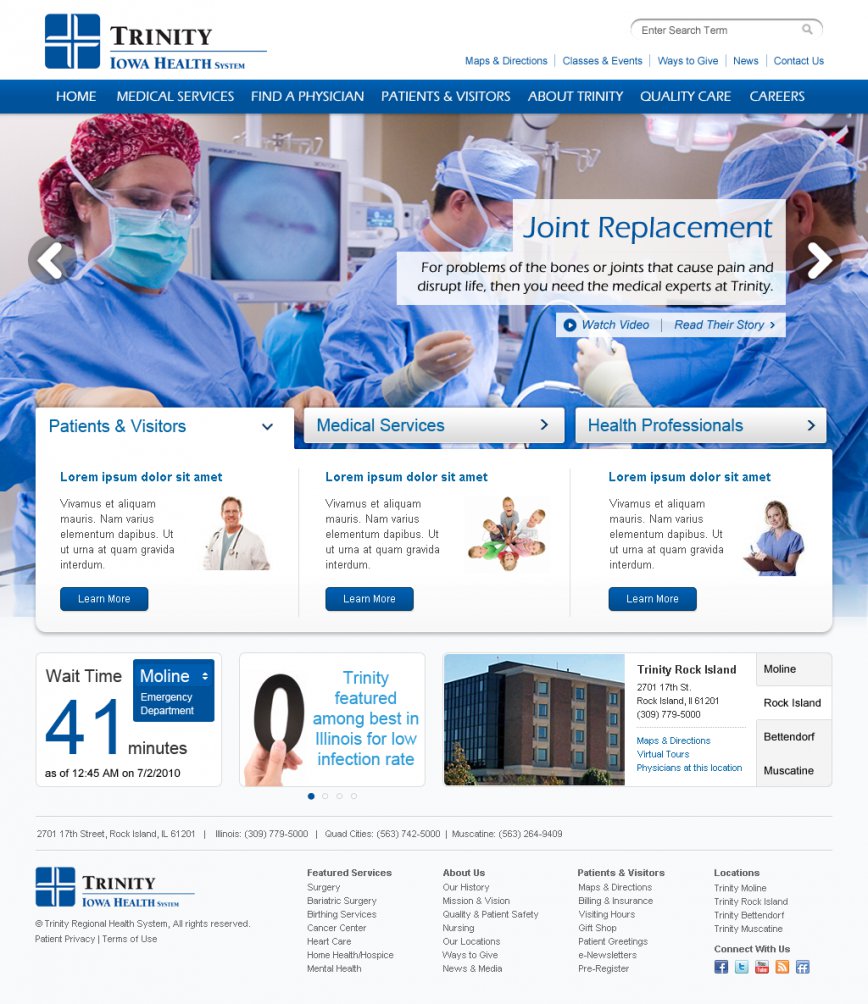 TRINITY
IOWA HEALTH SYSTEM
Enter Search Term
Maps & Directions | Classes & Events | Ways to Give | News | Contact Us
HOME MEDICAL SERVICES FIND A PHYSICIAN PATIENTS & VISITORS ABOUT TRINITY QUALITY CARE CAREERS
Joint Replacement
For problems of the bones or joints that cause pain and
disrupt life, then you need the medical experts at Trinity.
Watch Video | Read Their Story
Patients & Visitors
Medical Services
Health Professionals
Lorem ipsum dolor sit amet
Vivamus et aliquam
mauris. Nam varius
elementum dapibus. Ut
ut urna at quam gravida
interdum.
Learn More
Lorem ipsum dolor sit amet
Vivamus et aliquam
mauris. Nam varius
elementum dapibus. Ut
ut urna at quam gravida
interdum.
Learn More
Lorem ipsum dolor sit amet
Vivamus et aliquam
mauris. Nam varius
elementum dapibus. Ut
ut urna at quam gravida
interdum.
Learn More
Wait Time
Moline
Emergency
Department
41 minutes
as of 12:45 AM on 7/2/2010
0
Trinity
featured
among best in
Illinois for low
infection rate
Trinity Rock Island
2701 17th St.
Rock Island, Il 61201
(309) 779-5000
Maps & Directions
Virtual Tours
Physicians at this location
Moline
Rock Island
Bettendorf
Muscatine
2701 17th Street, Rock Island, IL 61201 | Illinois: (309) 779-5000 | Quad Cities: (563) 742-5000 | Muscatine: (563) 264-9409
TRINITY
IOWA HEALTH SYSTEM
© Trinity Regional Health System, All rights reserved.
Patient Privacy | Terms of Use
Featured Services
Surgery
Bariatric Surgery
Birthing Services
Cancer Center
Heart Care
Home Health/Hospice
Mental Health
About Us
Our History
Mission & Vision
Quality & Patient Safety
Nursing
Our Locations
Ways to Give
News & Media
Patients & Visitors
Maps & Directions
Billing & Insurance
Visiting Hours
Gift Shop
Patient Greetings
e-Newsletters
Pre-Register
Locations
Trinity Moline
Trinity Rock Island
Trinity Bettendorf
Trinity Muscatine
Connect With Us